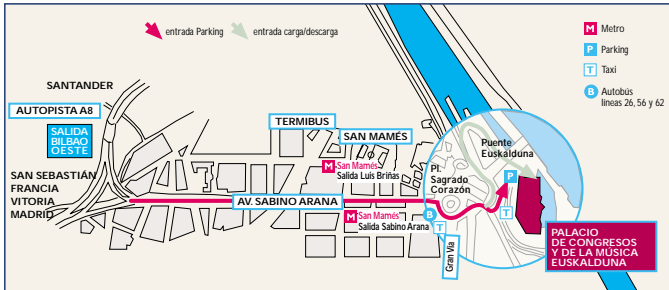 entrada Parking
entrada carga/descarga
M Metro
P Parking
T Taxi
B Autobús
líneas 26, 56 y 62
SANTANDER
AUTOPISTA A8
SALIDA
BILBAO
OESTE
SAN SEBASTIÁN
FRANCIA
VITORIA
MADRID
TERMIBUS
SAN MAMÉS
M San Mamés
Salida Luis Briñas
AV. SABINO ARANA
M San Mamés
Salida Sabino Arana
Pl.
Sagrado
Corazón
Puente
Euskalduna
P
T
B
T
Gran Vía
PALACIO
DE CONGRESOS
Y DE LA MÚSICA
EUSKALDUNA